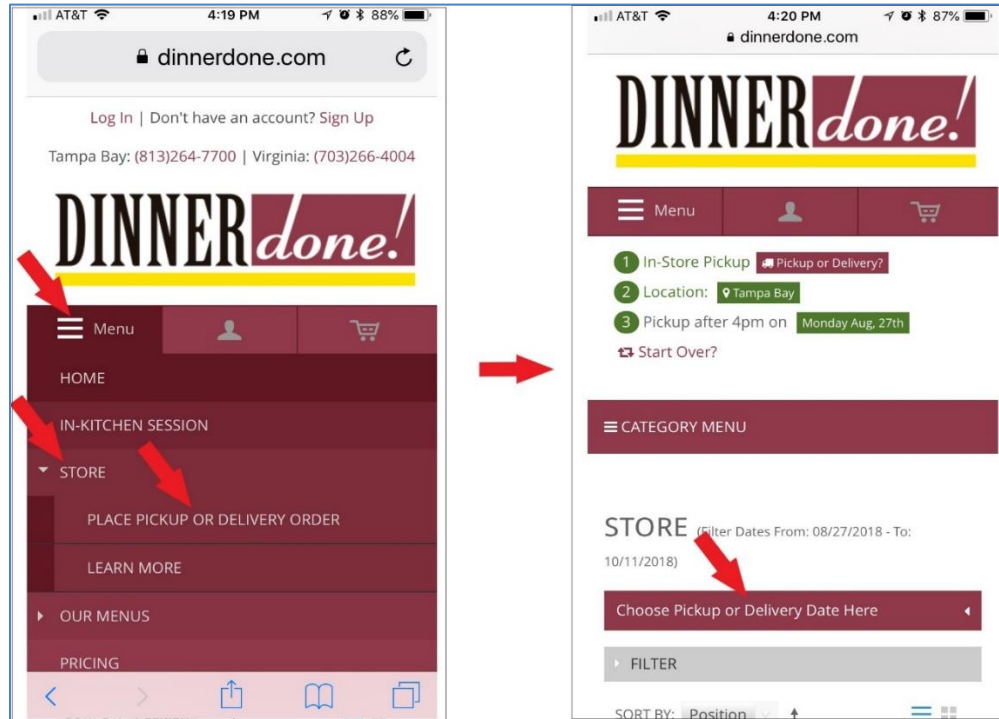 AT&T 4:19 PM 88%
dinnerdone.com
Log In | Don't have an account? Sign Up
Tampa Bay: (813)264-7700 | Virginia: (703)266-4004
DINNER done!
Menu
HOME
IN-KITCHEN SESSION
STORE
PLACE PICKUP OR DELIVERY ORDER
LEARN MORE
OUR MENUS
PRICING
AT&T 4:20 PM 87%
dinnerdone.com
DINNER done!
Menu
1 In-Store Pickup Pickup or Delivery?
2 Location: Tampa Bay
3 Pickup after 4pm on Monday Aug, 27th
Start Over?
CATEGORY MENU
STORE (Filter Dates From: 08/27/2018 - To:
10/11/2018)
Choose Pickup or Delivery Date Here
FILTER
SORT BY: Position